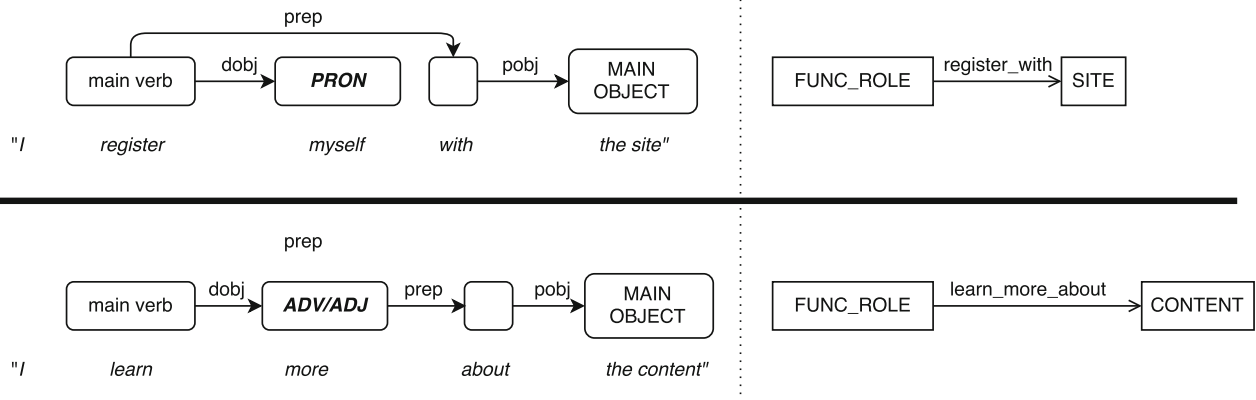 prep
main verb dobj PRON pobj MAIN OBJECT FUNC_ROLE register_with SITE
"I register myself with the site"
prep
main verb dobj ADV/ADJ prep pobj MAIN OBJECT FUNC_ROLE learn_more_about CONTENT
"I learn more about the content"